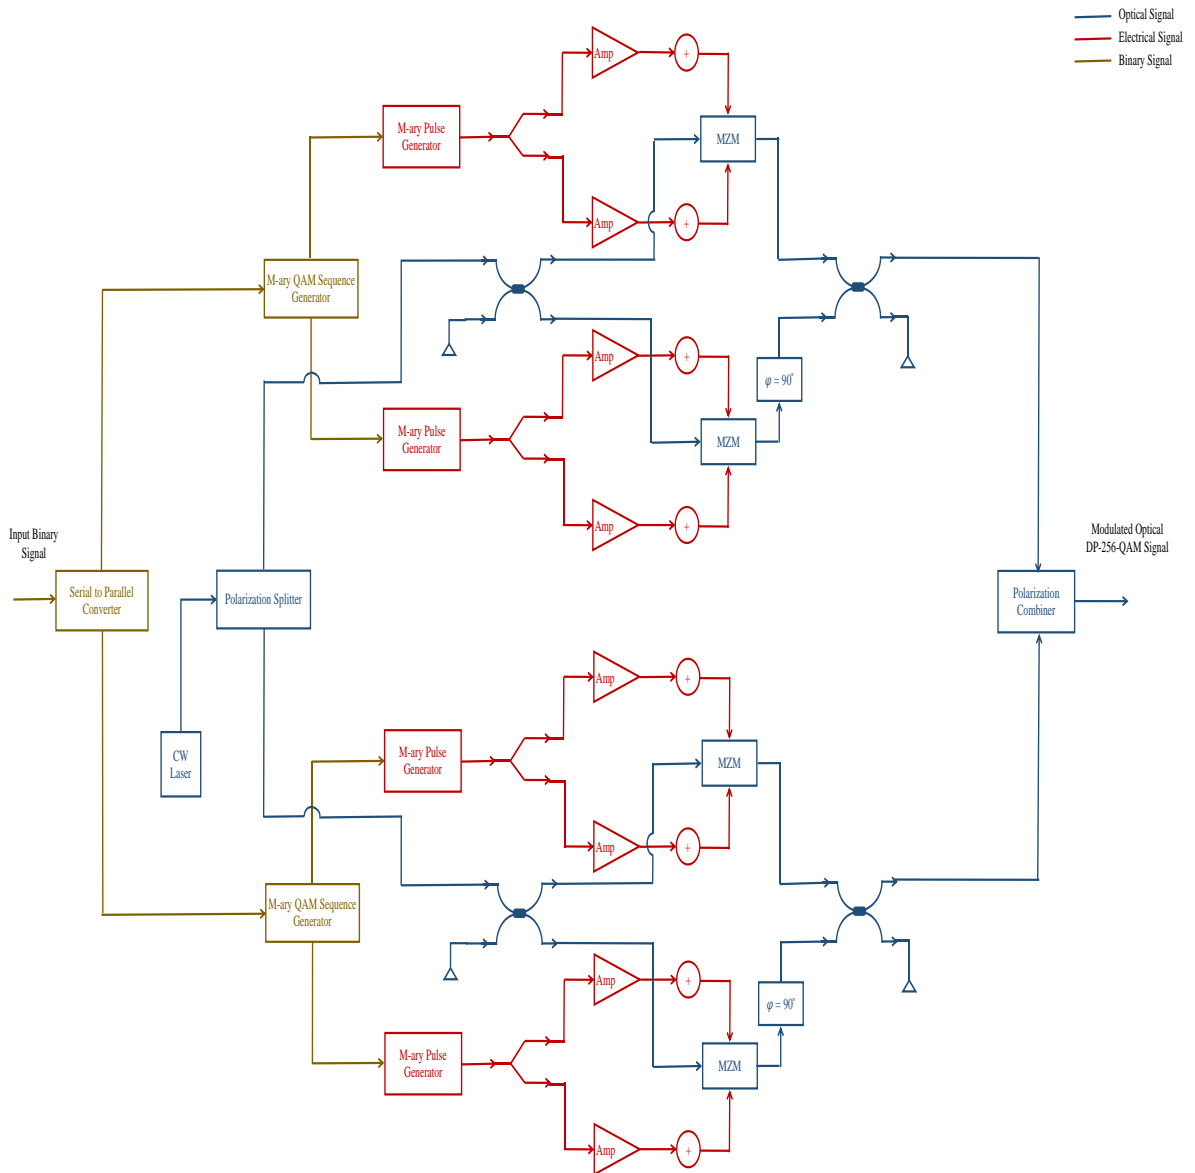 Optical Signal
Electrical Signal
Binary Signal
Amp
+
M-ary Pulse
Generator
MZM
Amp
+
M-ary QAM Sequence
Generator
Amp
+
φ = 90°
M-ary Pulse
Generator
MZM
Amp
+
Input Binary
Signal
Modulated Optical
DP-256-QAM Signal
Serial to Parallel
Converter
Polarization Splitter
Polarization
Combiner
Amp
+
CW
Laser
M-ary Pulse
Generator
MZM
Amp
+
M-ary QAM Sequence
Generator
Amp
+
φ = 90°
M-ary Pulse
Generator
MZM
Amp
+